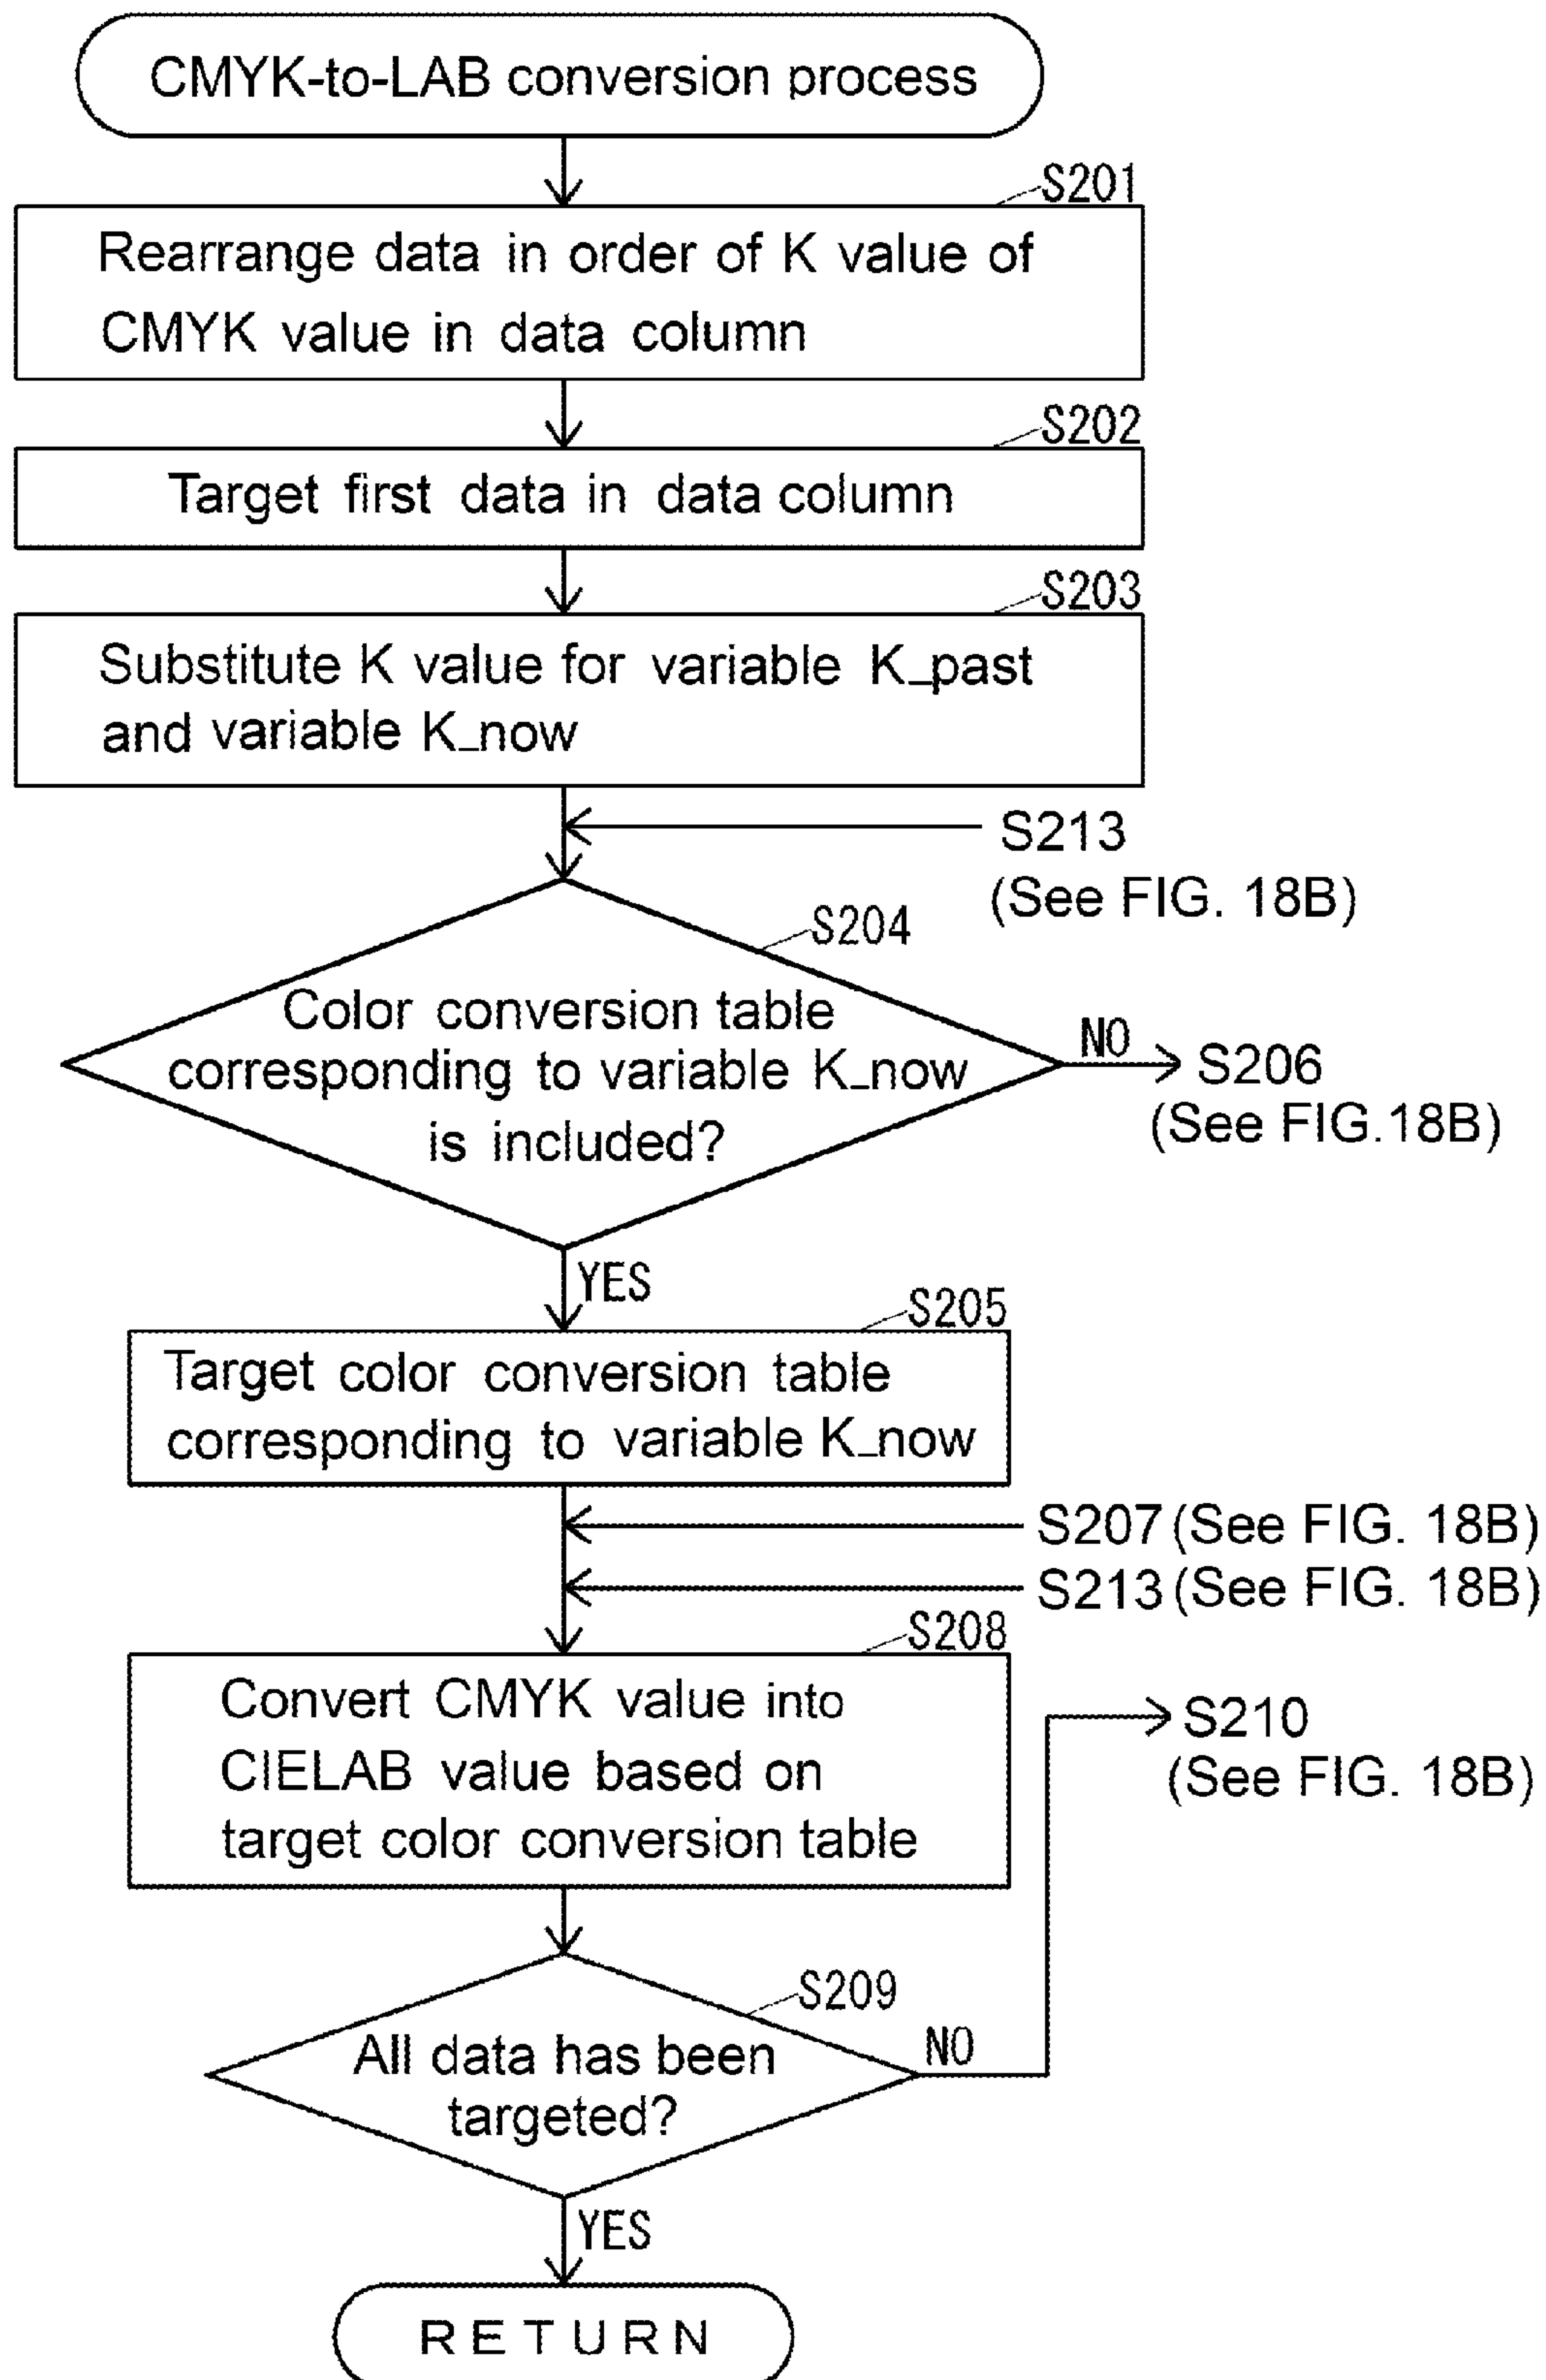 CMYK-to-LAB conversion process
S201
Rearrange data in order of K value of
CMYK value in data column
S202
Target first data in data column
S203
Substitute K value for variable K_past
and variable K_now
S213
(See FIG. 18B)
S204
Color conversion table
corresponding to variable K_now
is included?
NO
S206
(See FIG.18B)
YES
S205
Target color conversion table
corresponding to variable K_now
S207 (See FIG. 18B)
S213 (See FIG. 18B)
S208
Convert CMYK value into
CIELAB value based on
target color conversion table
S210
(See FIG. 18B)
S209
All data has been
targeted?
NO
YES
RETURN